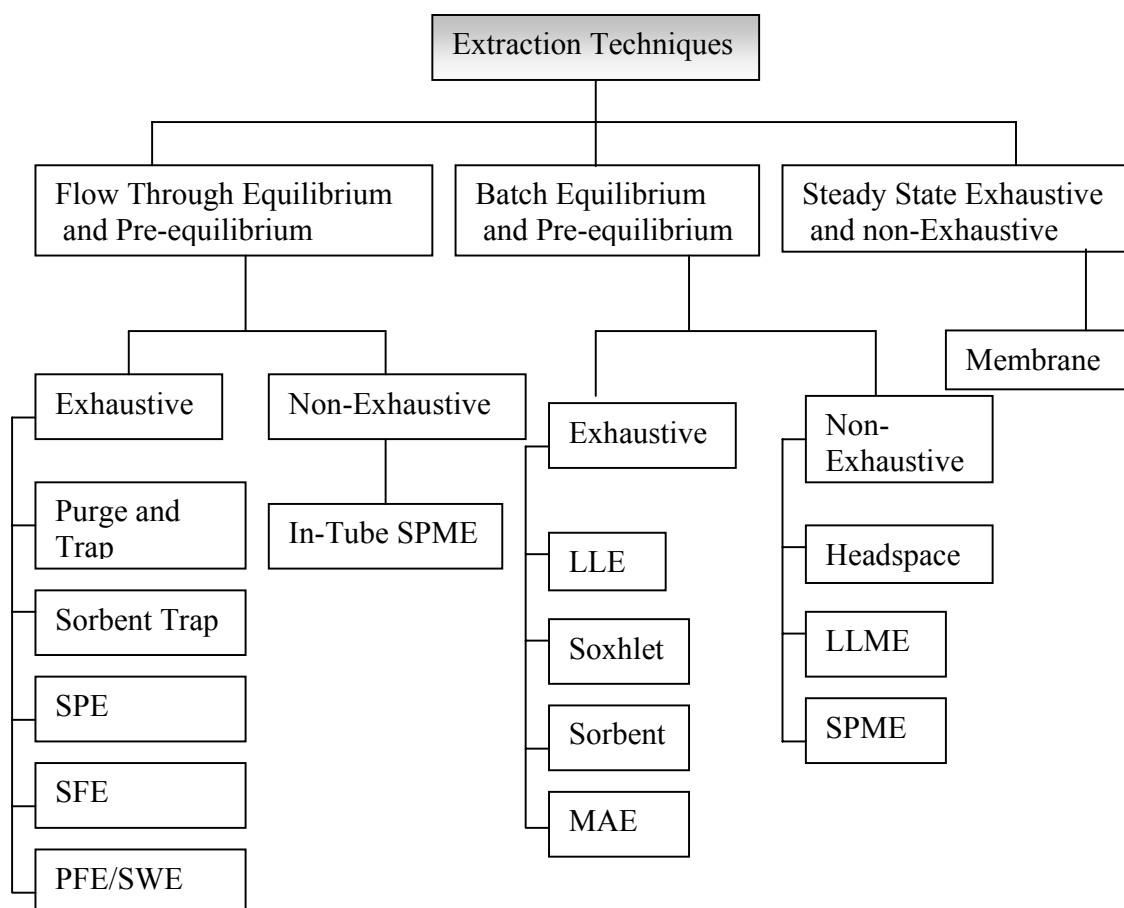 Extraction Techniques
Flow Through Equilibrium
and Pre-equilibrium
Batch Equilibrium
and Pre-equilibrium
Steady State Exhaustive
and non-Exhaustive
Membrane
Exhaustive
Non-Exhaustive
Exhaustive
Non-
Exhaustive
Purge and
Trap
Sorbent Trap
SPE
SFE
PFE/SWE
In-Tube SPME
LLE
Soxhlet
Sorbent
MAE
Headspace
LLME
SPME